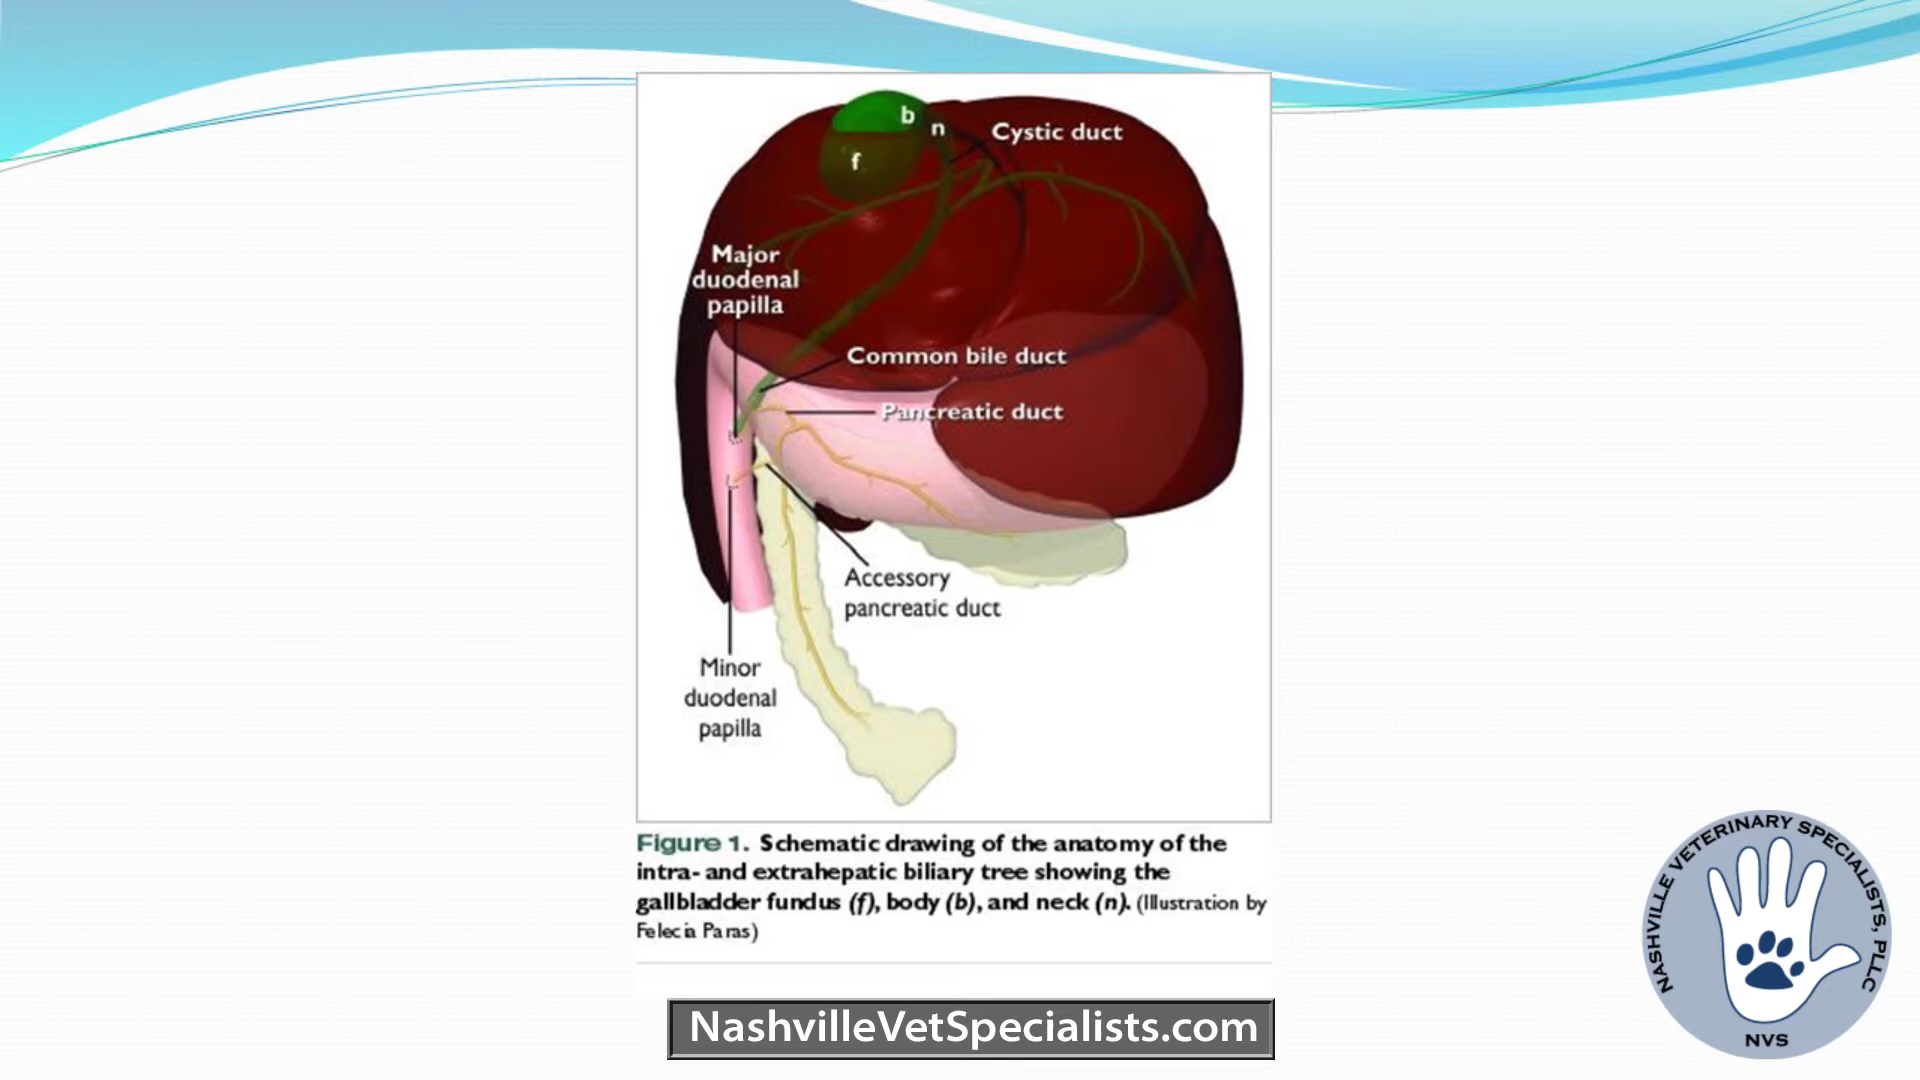 b
n
Cystic duct
f
Major
duodenal
papilla
Common bile duct
Pancreatic duct
Accessory
pancreatic duct
Minor
duodenal
papilla
Figure 1. Schematic drawing of the anatomy of the
intra- and extrahepatic biliary tree showing the
gallbladder fundus (f), body (b), and neck (n). (Illustration by
Felecia Paras)
NASHVILLE VETERINARY SPECIALISTS, PLLC
NVS
NashvilleVetSpecialists.com